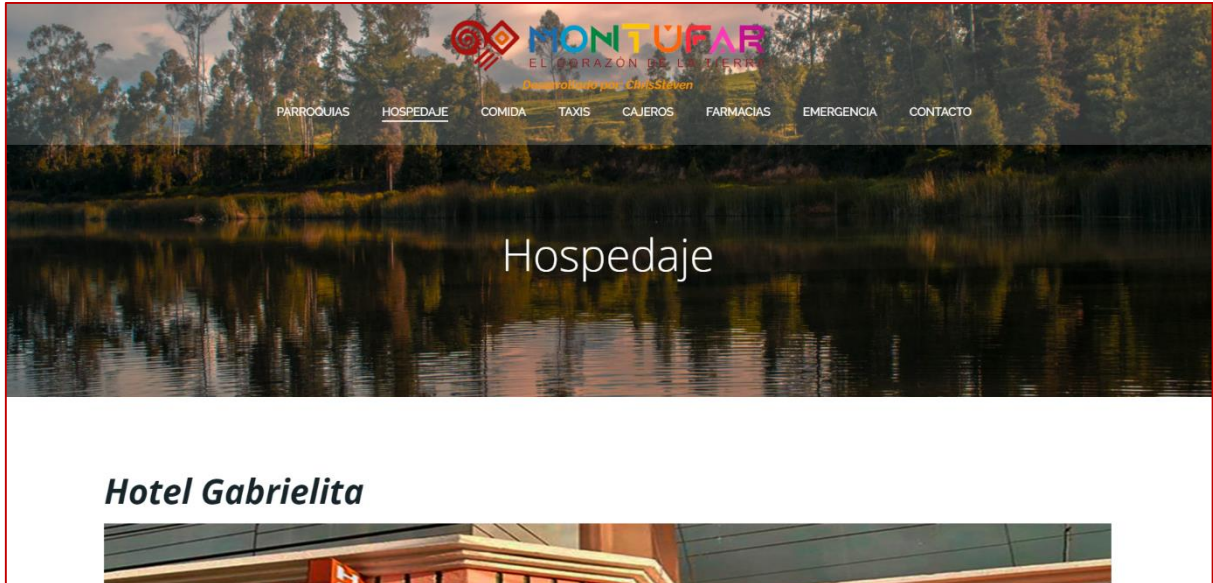 MONTÚFAR
EL CORAZÓN DE LA TIERRA
Desarrollado por: ChrisSteven
PARROQUIAS HOSPEDAJE COMIDA TAXIS CAJEROS FARMACIAS EMERGENCIA CONTACTO
Hospedaje
Hotel Gabrielita
H